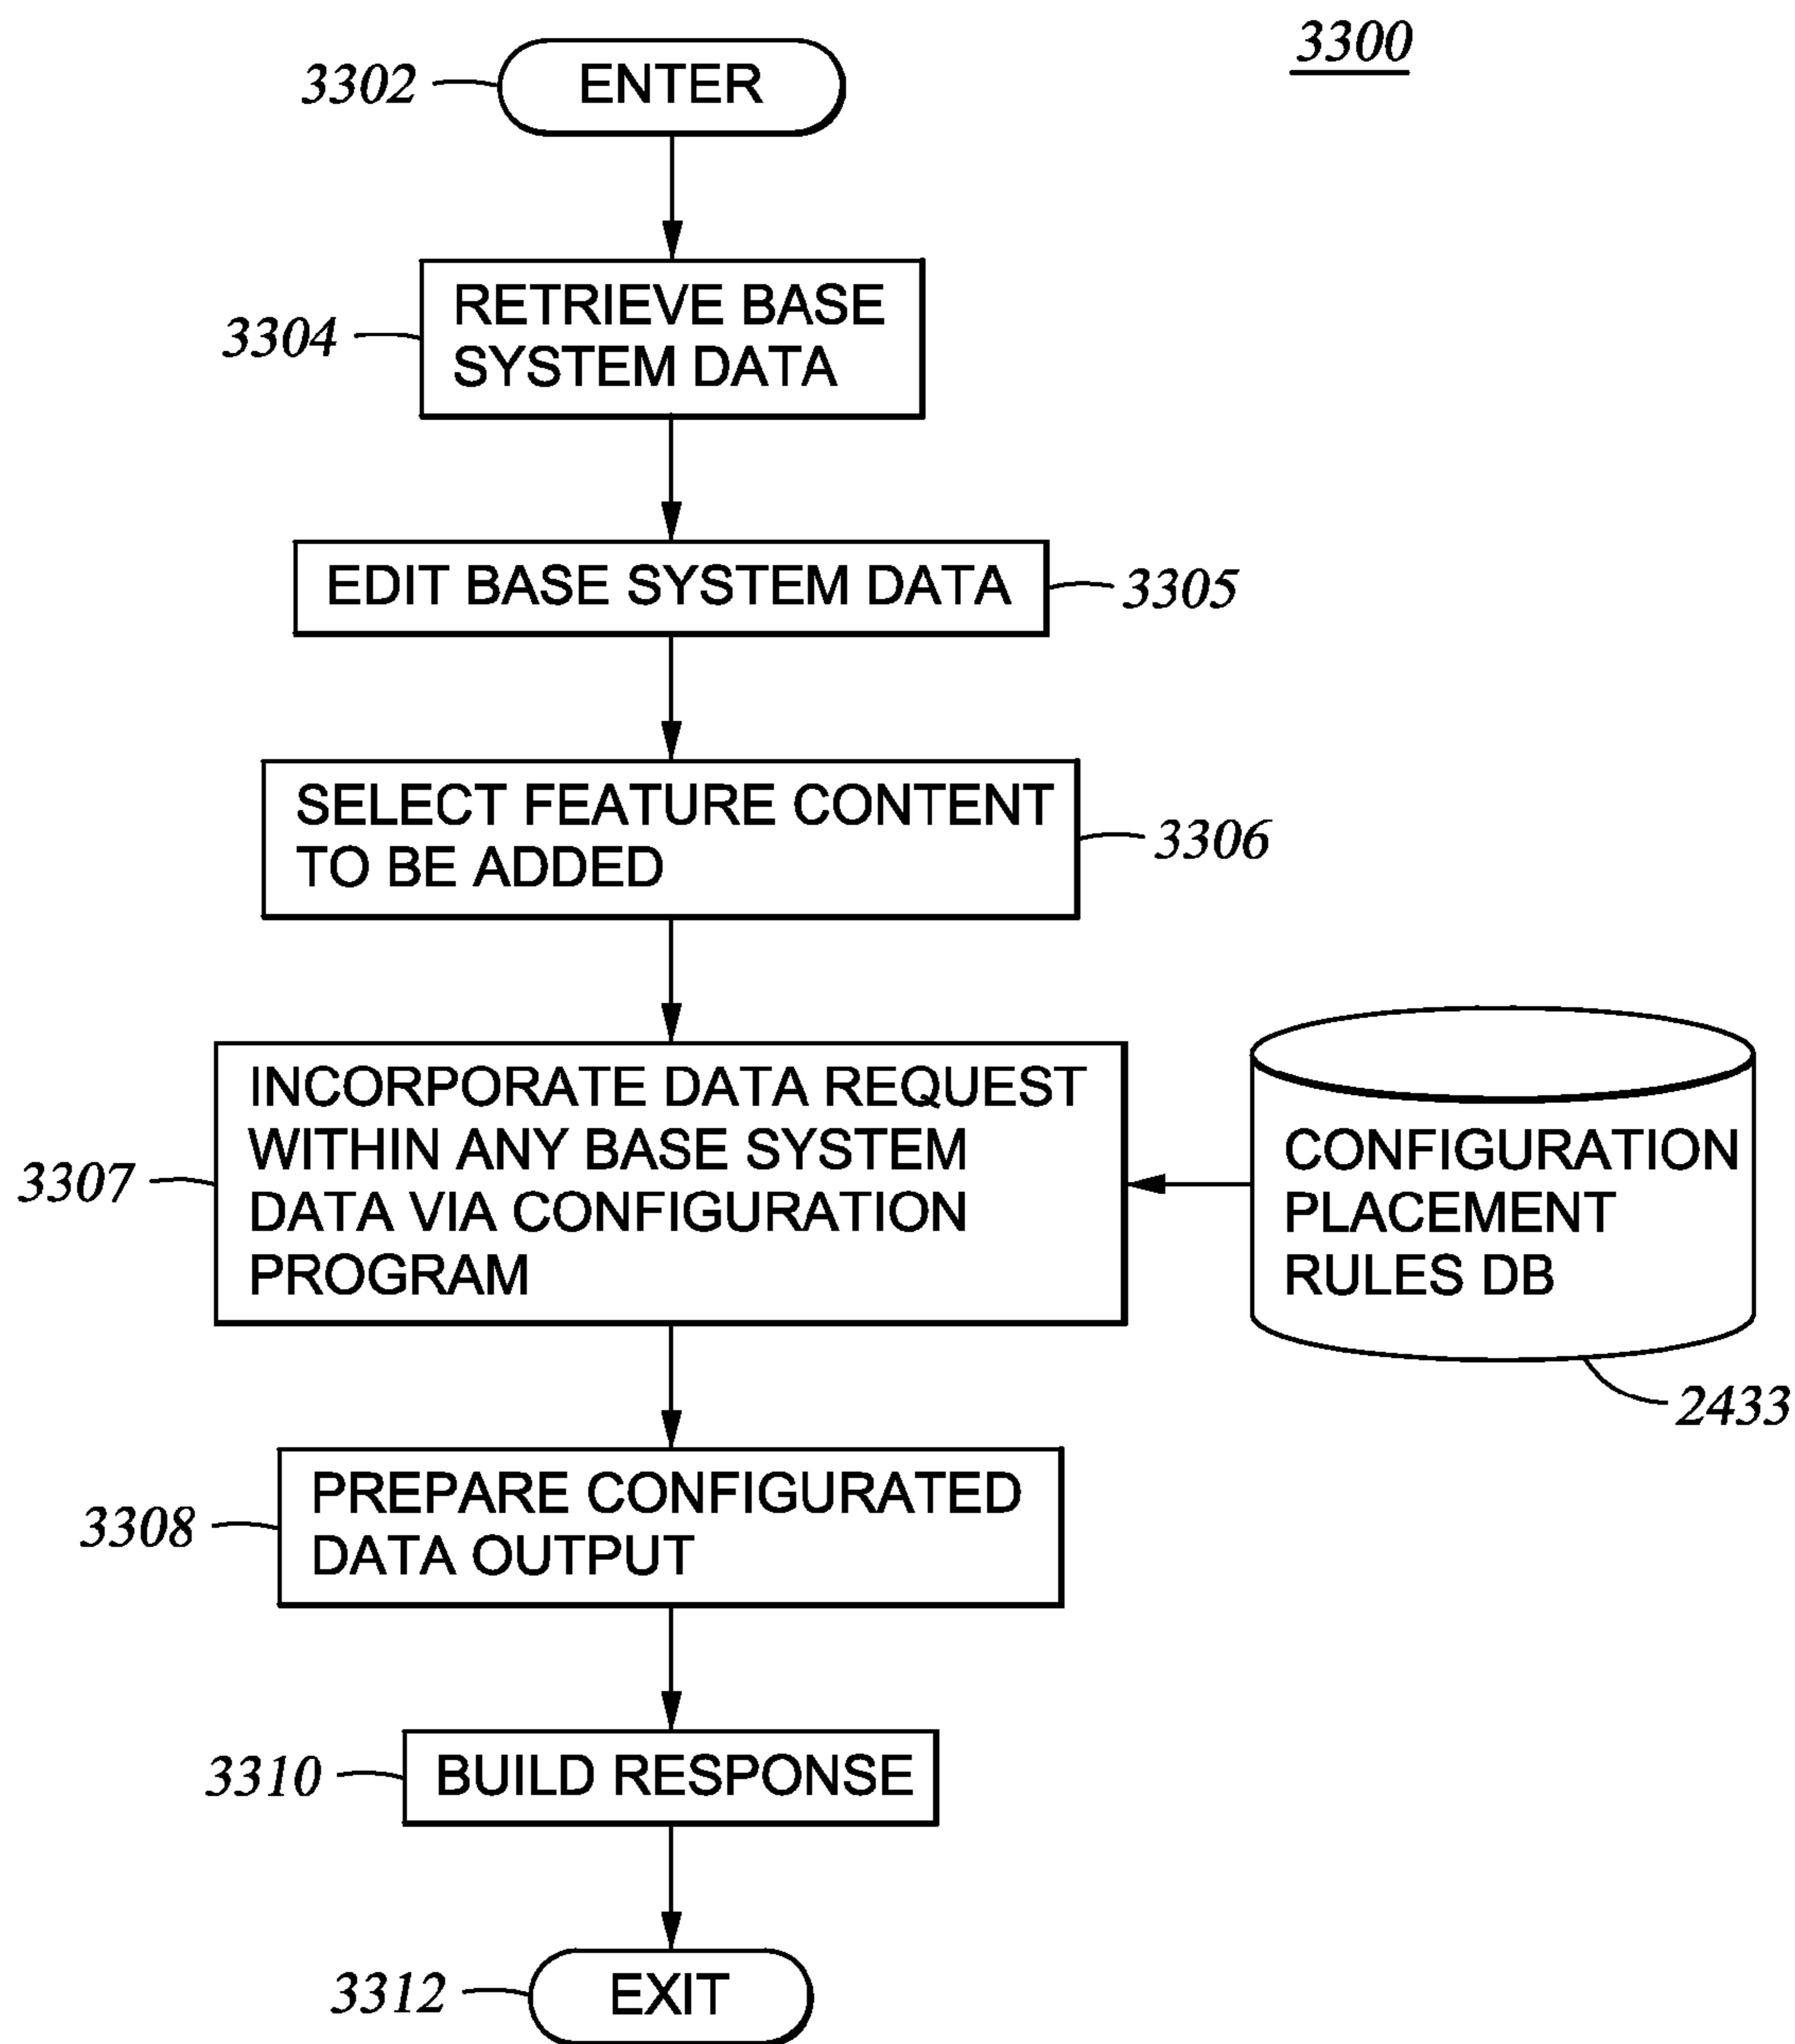 3300
3302
ENTER
3304
RETRIEVE BASE
SYSTEM DATA
EDIT BASE SYSTEM DATA
3305
SELECT FEATURE CONTENT
TO BE ADDED
3306
3307
INCORPORATE DATA REQUEST
WITHIN ANY BASE SYSTEM
DATA VIA CONFIGURATION
PROGRAM
CONFIGURATION
PLACEMENT
RULES DB
2433
3308
PREPARE CONFIGURATED
DATA OUTPUT
3310
BUILD RESPONSE
3312
EXIT